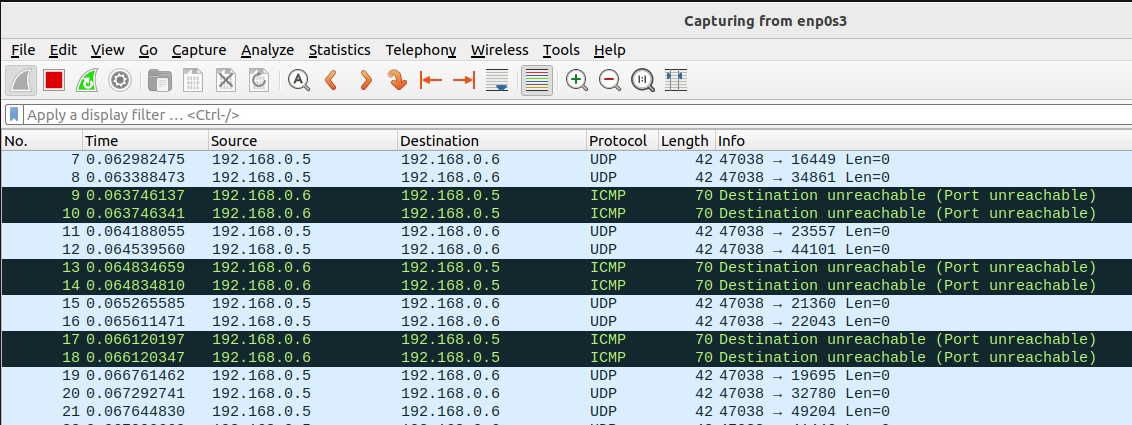 Capturing from enp0s3
File Edit View Go Capture Analyze Statistics Telephony Wireless Tools Help
Apply a display filter … <Ctrl-/>
No. Time Source Destination Protocol Length Info
7 0.062982475 192.168.0.5 192.168.0.6 UDP 42 47038 → 16449 Len=0
8 0.063388473 192.168.0.5 192.168.0.6 UDP 42 47038 → 34861 Len=0
9 0.063746137 192.168.0.6 192.168.0.5 ICMP 70 Destination unreachable (Port unreachable)
10 0.063746341 192.168.0.6 192.168.0.5 ICMP 70 Destination unreachable (Port unreachable)
11 0.064188055 192.168.0.5 192.168.0.6 UDP 42 47038 → 23557 Len=0
12 0.064539560 192.168.0.5 192.168.0.6 UDP 42 47038 → 44101 Len=0
13 0.064834659 192.168.0.6 192.168.0.5 ICMP 70 Destination unreachable (Port unreachable)
14 0.064834810 192.168.0.6 192.168.0.5 ICMP 70 Destination unreachable (Port unreachable)
15 0.065265585 192.168.0.5 192.168.0.6 UDP 42 47038 → 21360 Len=0
16 0.065611471 192.168.0.5 192.168.0.6 UDP 42 47038 → 22043 Len=0
17 0.066120197 192.168.0.6 192.168.0.5 ICMP 70 Destination unreachable (Port unreachable)
18 0.066120347 192.168.0.6 192.168.0.5 ICMP 70 Destination unreachable (Port unreachable)
19 0.066761462 192.168.0.5 192.168.0.6 UDP 42 47038 → 19695 Len=0
20 0.067292741 192.168.0.5 192.168.0.6 UDP 42 47038 → 32780 Len=0
21 0.067644830 192.168.0.5 192.168.0.6 UDP 42 47038 → 49204 Len=0